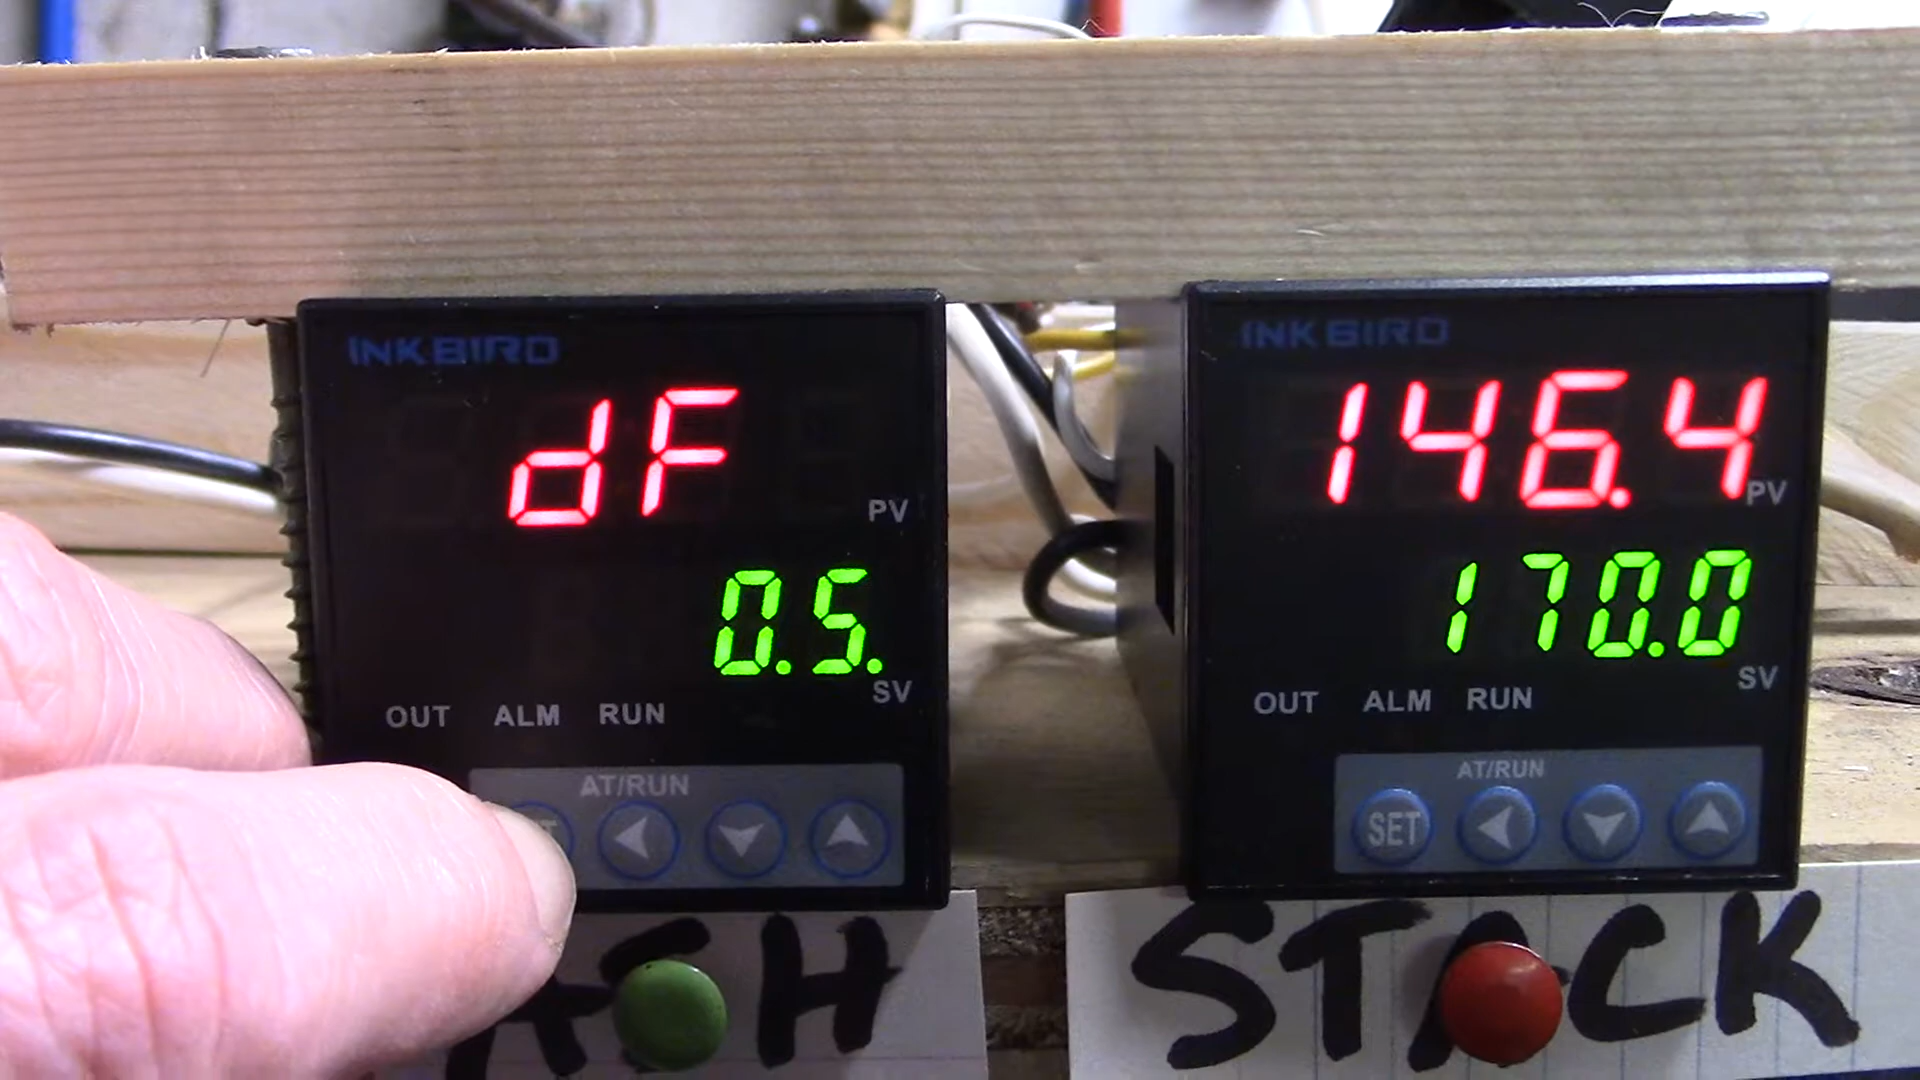 INKBIRD
dF
PV
0.5.
SV
OUT ALM RUN
AT/RUN
INKBIRD
146.4
PV
170.0
SV
OUT ALM RUN
AT/RUN
SET
STACK